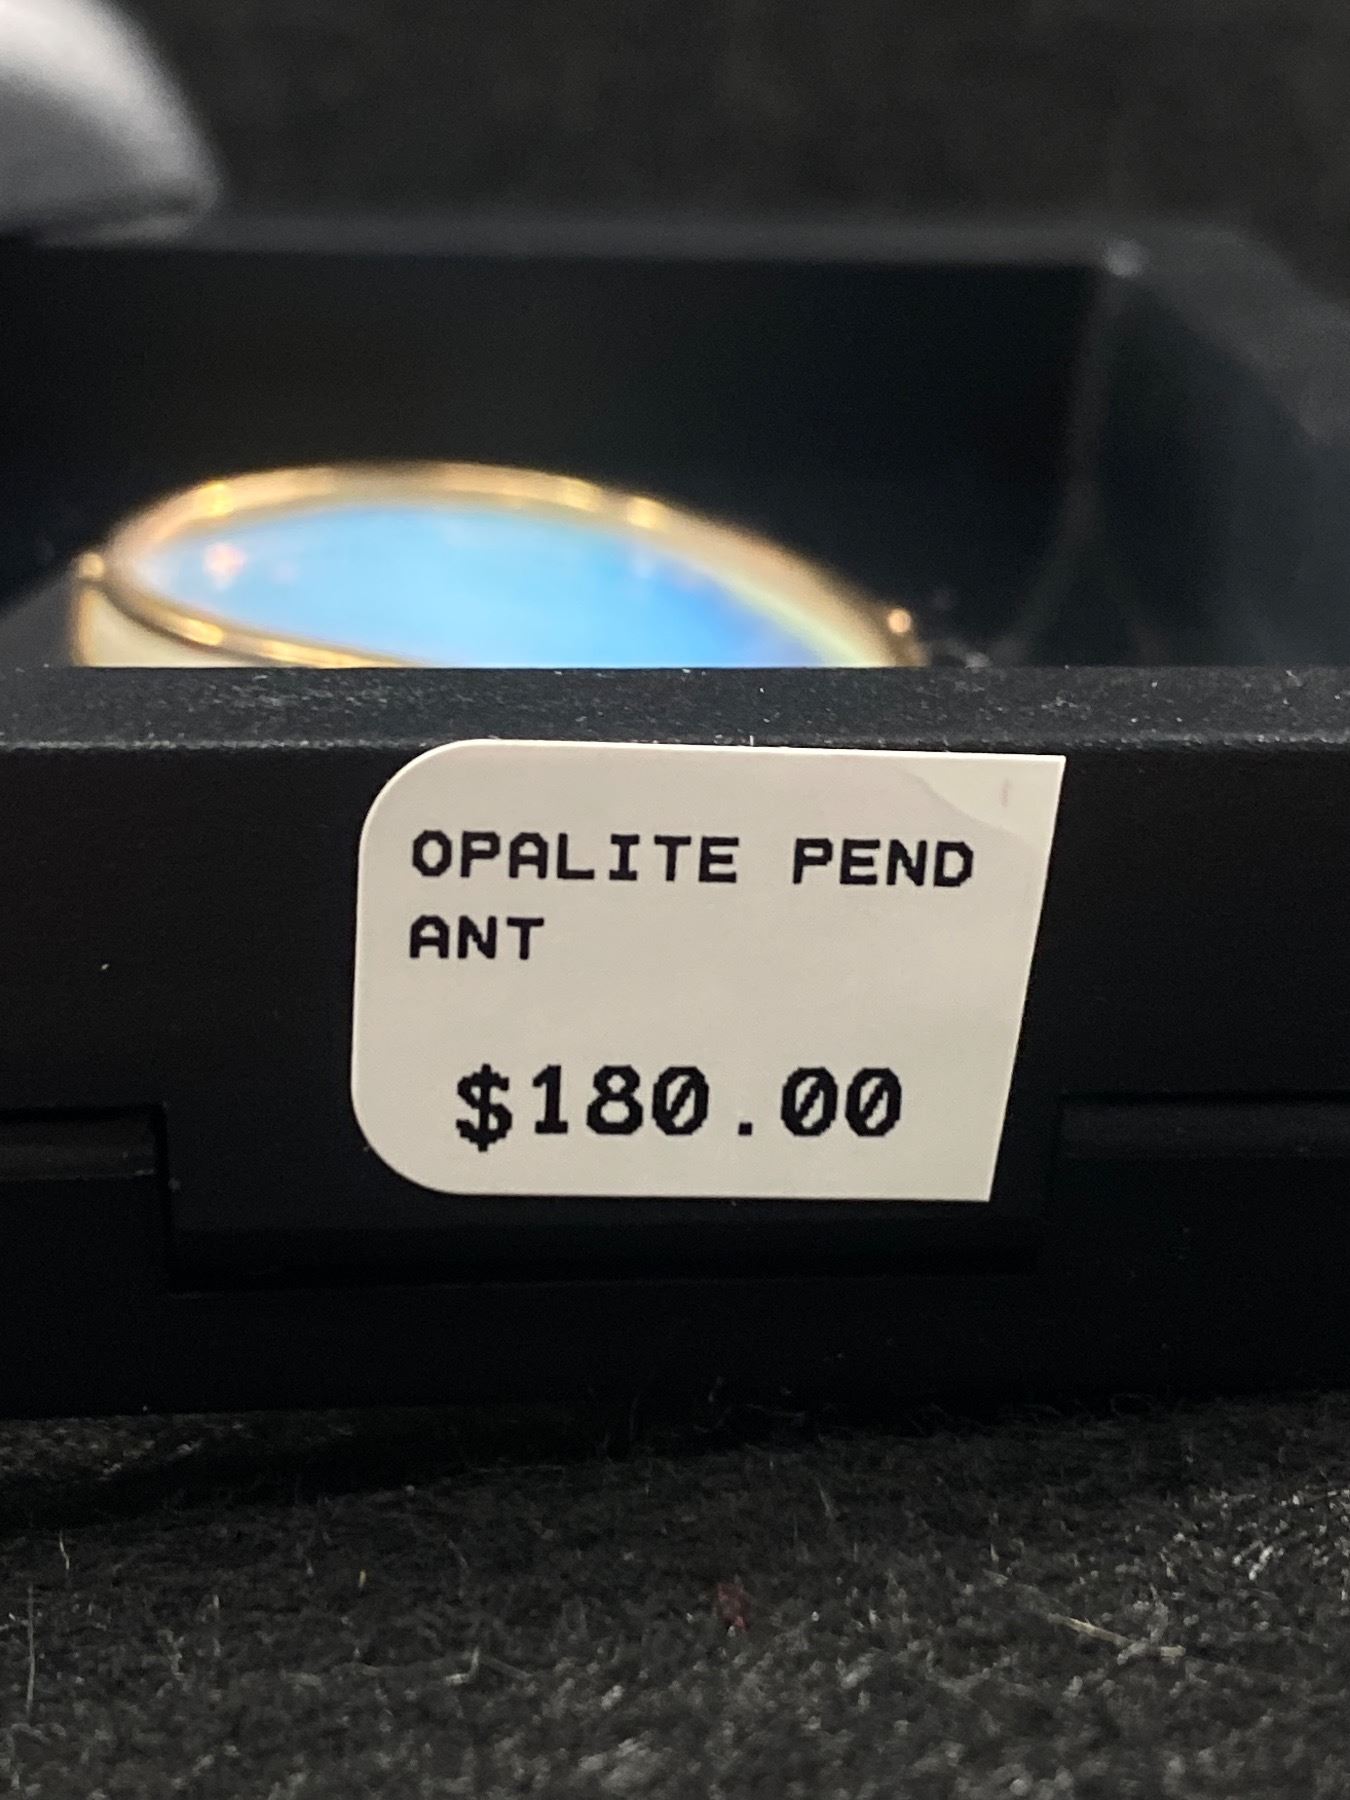 OPALITE PEND
ANT
$180.00